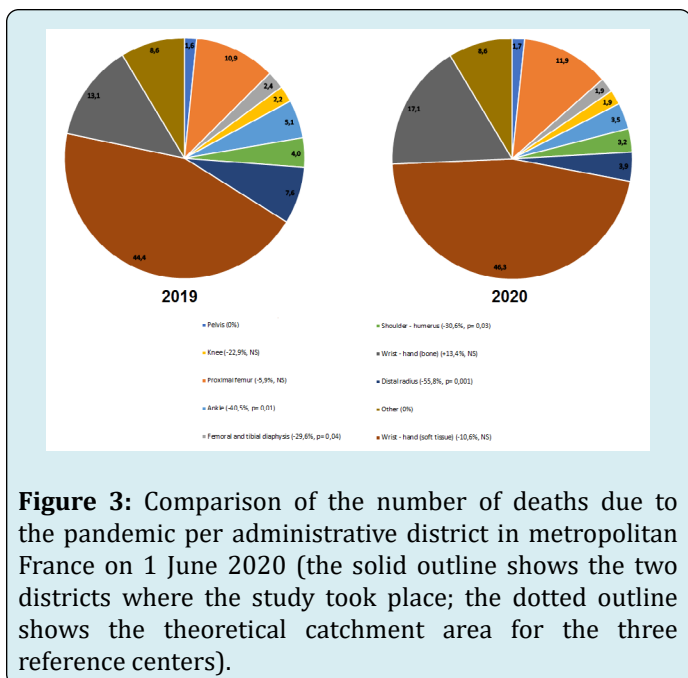 8,6 1,6 10,9 2,4 2,2 5,1 4,0 7,6 44,4 13,1
8,6 1,7 11,9 1,9 1,9 3,5 3,2 3,9 46,3 17,1
2019 2020
Pelvis (0%) Shoulder - humerus (-30,6%, p= 0,03)
Knee (-22,9%, NS) Wrist - hand (bone) (+13,4%, NS)
Proximal femur (-5,9%, NS) Distal radius (-55,8%, p= 0,001)
Ankle (-40,5%, p= 0,01) Other (0%)
Femoral and tibial diaphysis (-29,6%, p= 0,04) Wrist - hand (soft tissue) (-10,6%, NS)
Figure 3: Comparison of the number of deaths due to
the pandemic per administrative district in metropolitan
France on 1 June 2020 (the solid outline shows the two
districts where the study took place; the dotted outline
shows the theoretical catchment area for the three
reference centers).